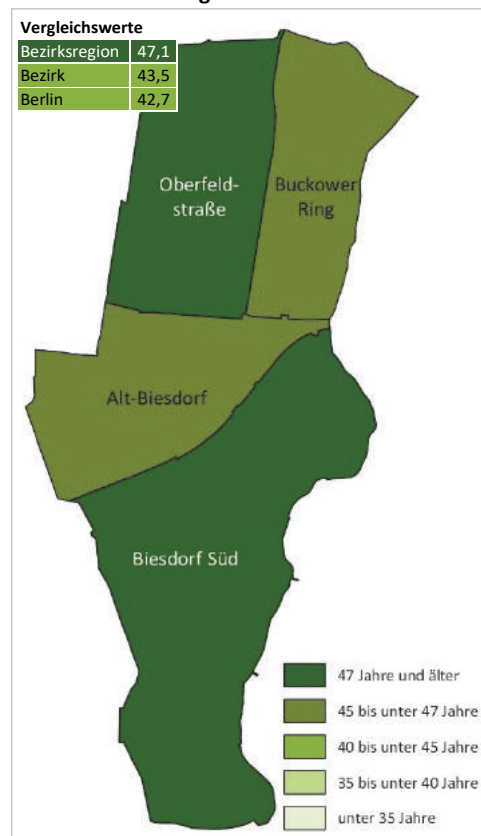 Vergleichswerte
Bezirksregion 47,1
Bezirk 43,5
Berlin 42,7
Oberfeld-
straße
Buckower
Ring
Alt-Biesdorf
Biesdorf Süd
47 Jahre und älter
45 bis unter 47 Jahre
40 bis unter 45 Jahre
35 bis unter 40 Jahre
unter 35 Jahre